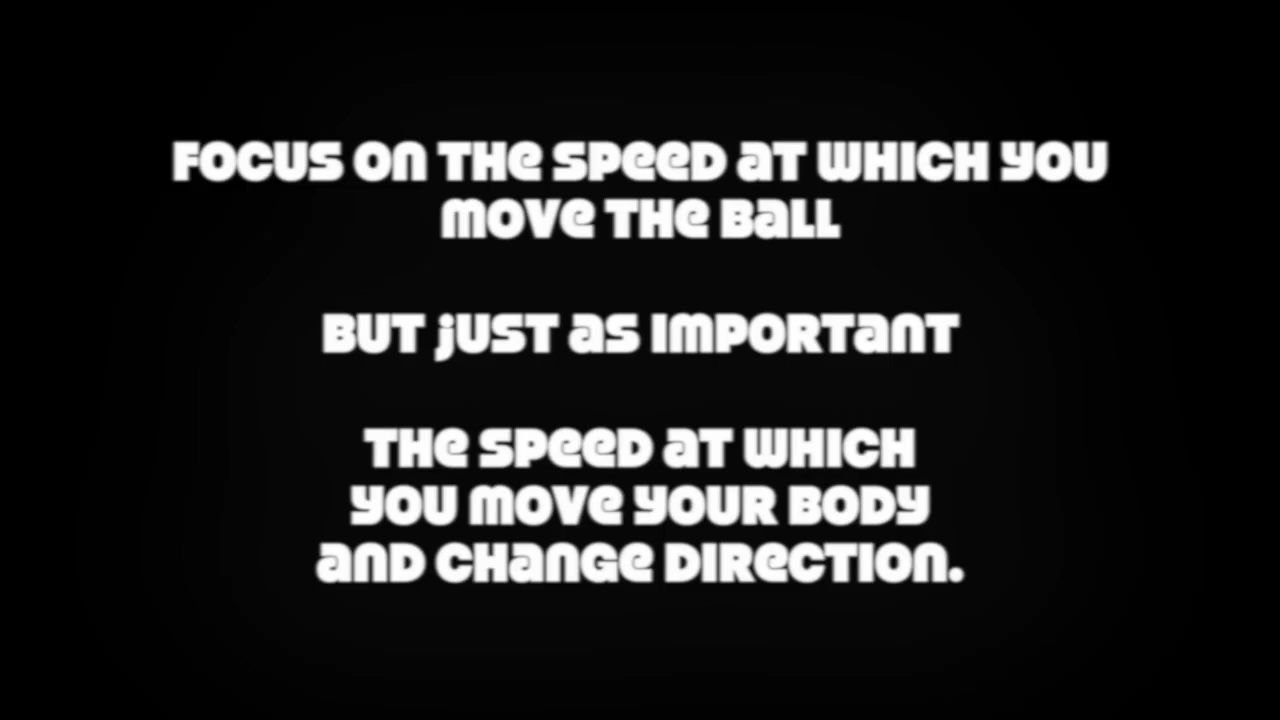 FOCUS ON THE SPEED AT WHICH YOU
MOVE THE BALL
BUT JUST AS IMPORTANT
THE SPEED AT WHICH
YOU MOVE YOUR BODY
AND CHANGE DIRECTION.